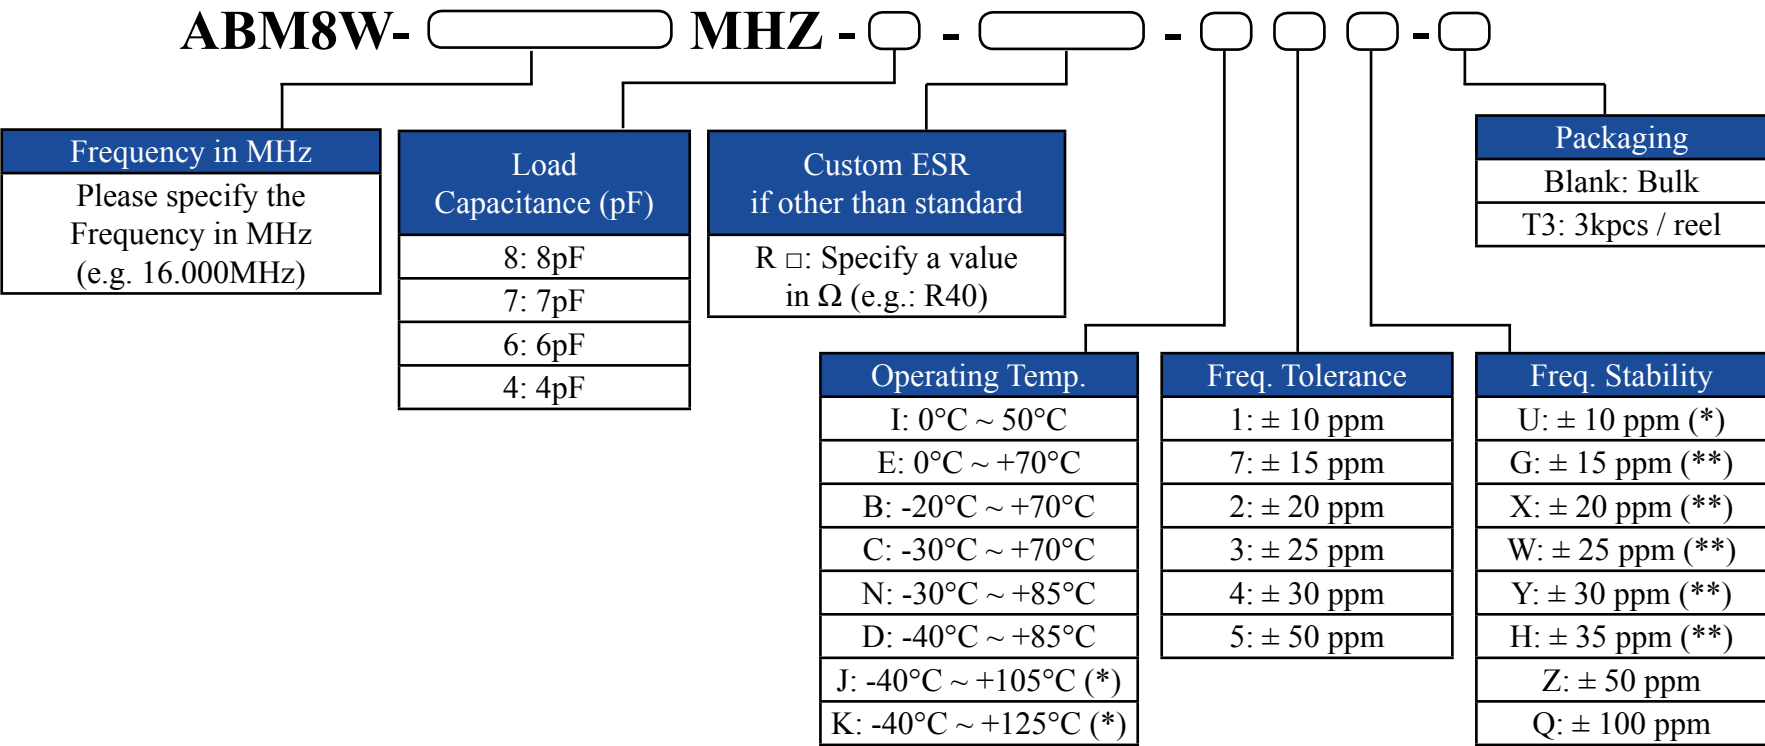 ABM8W- MHZ - - - -
Frequency in MHz
Please specify the
Frequency in MHz
(e.g. 16.000MHz)
Load
Capacitance (pF)
8: 8pF
7: 7pF
6: 6pF
4: 4pF
Custom ESR
if other than standard
R □: Specify a value
in Ω (e.g.: R40)
Packaging
Blank: Bulk
T3: 3kpcs / reel
Operating Temp.
I: 0°C ~ 50°C
E: 0°C ~ +70°C
B: -20°C ~ +70°C
C: -30°C ~ +70°C
N: -30°C ~ +85°C
D: -40°C ~ +85°C
J: -40°C ~ +105°C (*)
K: -40°C ~ +125°C (*)
Freq. Tolerance
1: ± 10 ppm
7: ± 15 ppm
2: ± 20 ppm
3: ± 25 ppm
4: ± 30 ppm
5: ± 50 ppm
Freq. Stability
U: ± 10 ppm (*)
G: ± 15 ppm (**)
X: ± 20 ppm (**)
W: ± 25 ppm (**)
Y: ± 30 ppm (**)
H: ± 35 ppm (**)
Z: ± 50 ppm
Q: ± 100 ppm